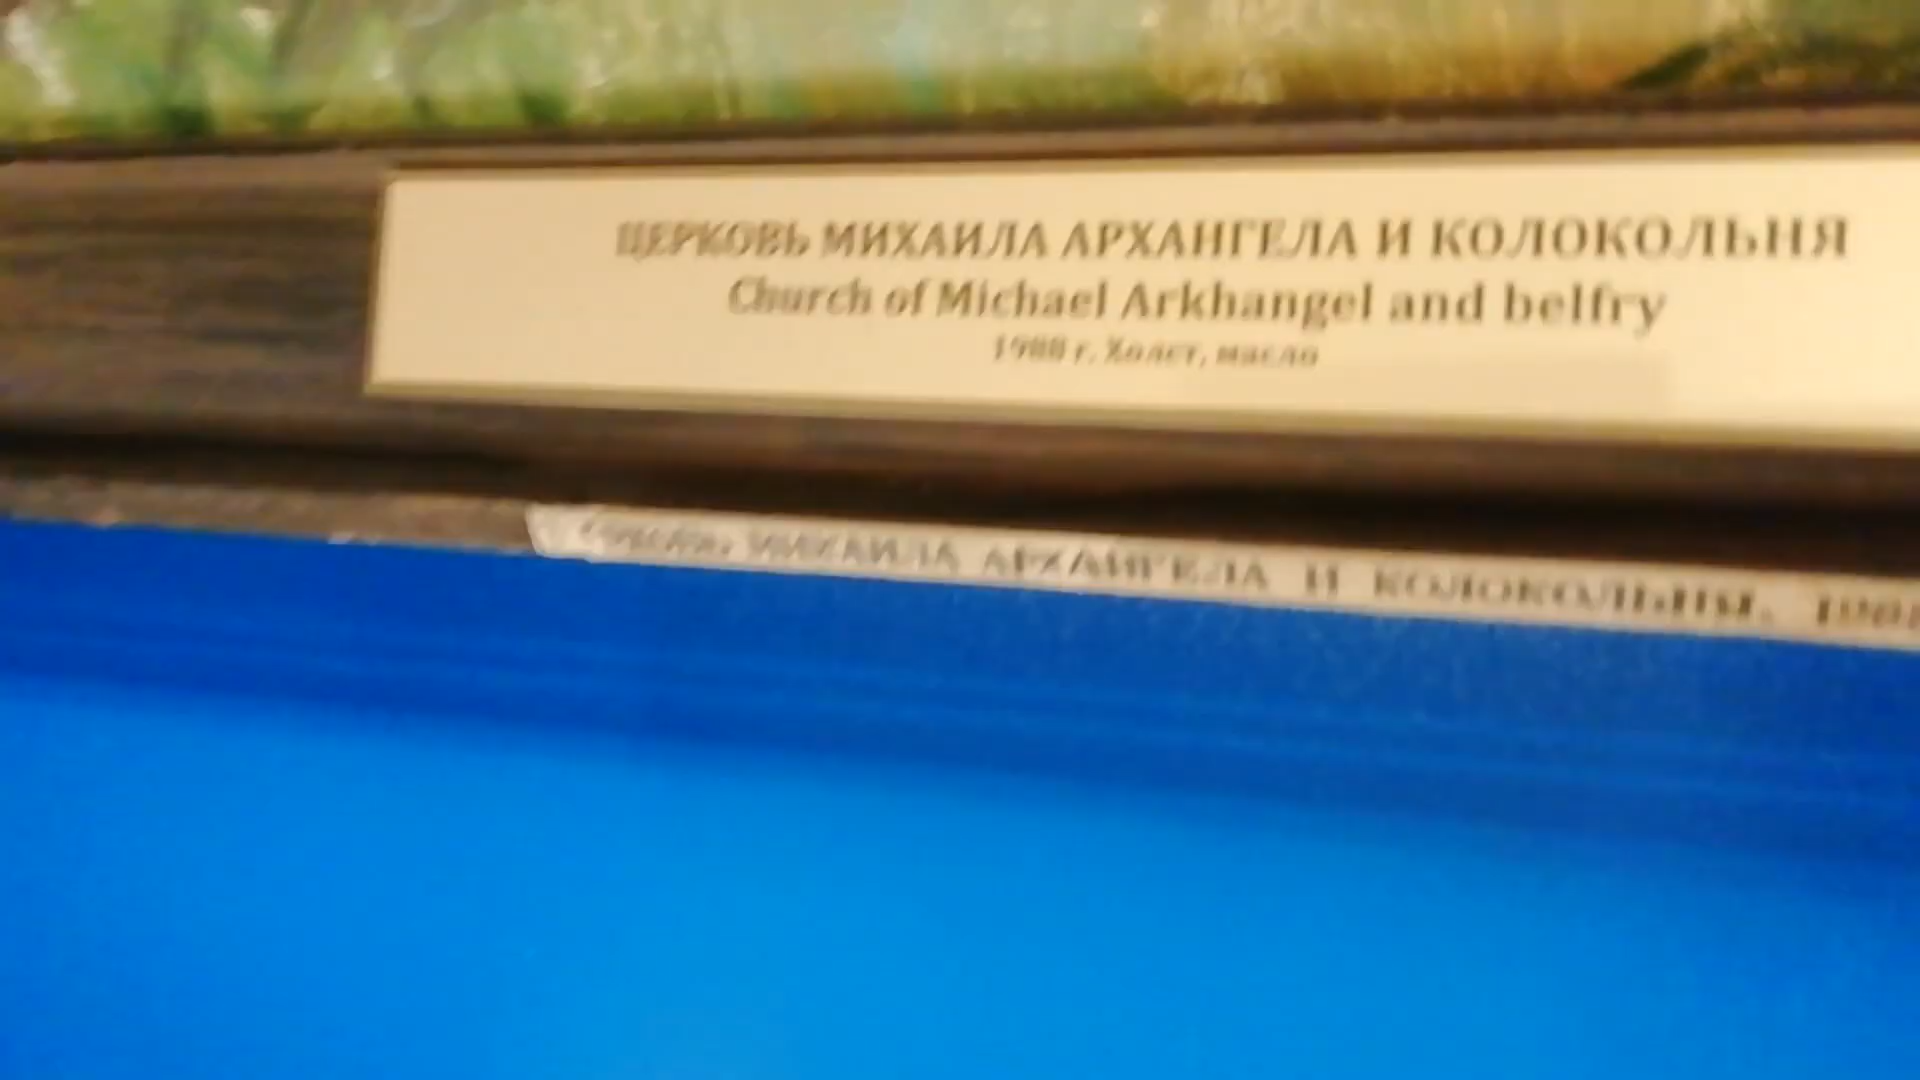 ЦЕРКОВЬ МИХАИЛА АРХАНГЕЛА И КОЛОКОЛЬНЯ
Church of Michael Arkhangel and belfry
1988 г. Холст, масло
МИХАИЛА АРХАНГЕЛА И КОЛОКОЛЬНЯ.